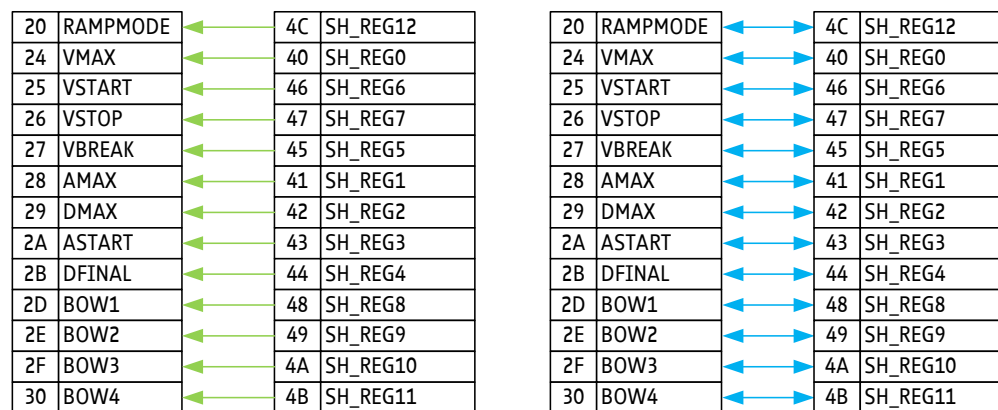 20 RAMPMODE 4C SH_REG12 20 RAMPMODE 4C SH_REG12
24 VMAX 40 SH_REG0 24 VMAX 40 SH_REG0
25 VSTART 46 SH_REG6 25 VSTART 46 SH_REG6
26 VSTOP 47 SH_REG7 26 VSTOP 47 SH_REG7
27 VBREAK 45 SH_REG5 27 VBREAK 45 SH_REG5
28 AMAX 41 SH_REG1 28 AMAX 41 SH_REG1
29 DMAX 42 SH_REG2 29 DMAX 42 SH_REG2
2A ASTART 43 SH_REG3 2A ASTART 43 SH_REG3
2B DFINAL 44 SH_REG4 2B DFINAL 44 SH_REG4
2D BOW1 48 SH_REG8 2D BOW1 48 SH_REG8
2E BOW2 49 SH_REG9 2E BOW2 49 SH_REG9
2F BOW3 4A SH_REG10 2F BOW3 4A SH_REG10
30 BOW4 4B SH_REG11 30 BOW4 4B SH_REG11